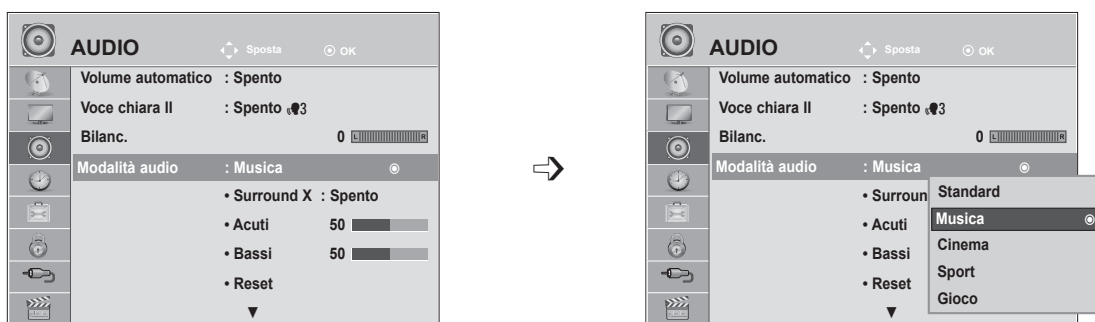 AUDIO Sposta OK
Volume automatico : Spento
Voce chiara II : Spento 3
Bilanc. 0 L R
Modalità audio : Musica
• Surround X : Spento
• Acuti 50
• Bassi 50
• Reset
AUDIO Sposta OK
Volume automatico : Spento
Voce chiara II : Spento 3
Bilanc. 0 L R
Modalità audio : Musica
• Surroun
• Acuti
• Bassi
• Reset
Standard
Musica
Cinema
Sport
Gioco